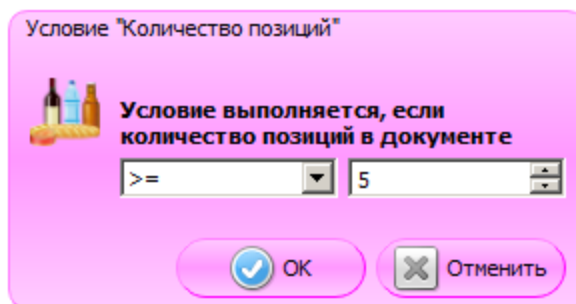 Условие "Количество позиций"
Условие выполняется, если
количество позиций в документе
>= 5
OK Отменить